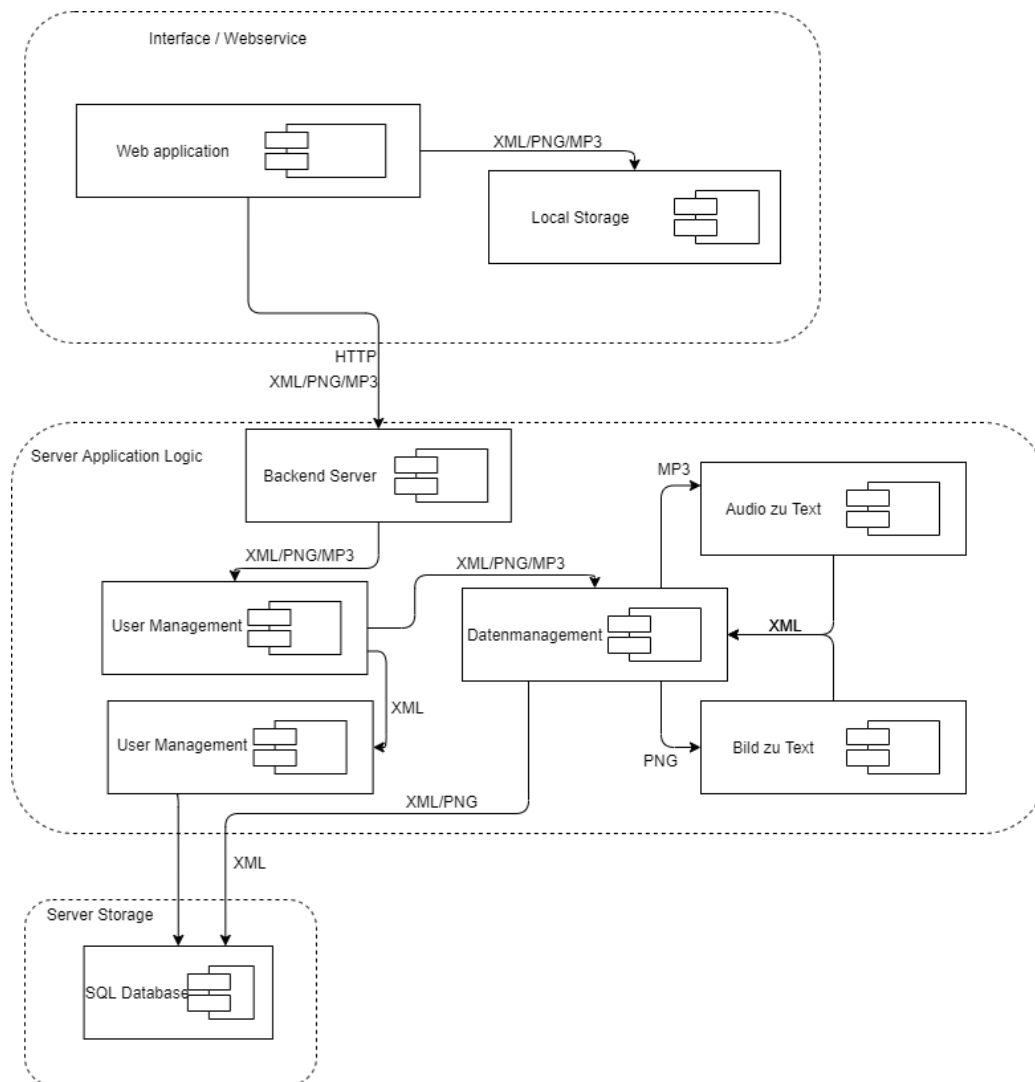 Interface / Webservice
Web application
XML/PNG/MP3
Local Storage
HTTP
XML/PNG/MP3
Server Application Logic
Backend Server
MP3
Audio zu Text
XML/PNG/MP3
XML/PNG/MP3
User Management
Datenmanagement
XML
XML
User Management
Bild zu Text
PNG
XML/PNG
XML
Server Storage
SQL Database